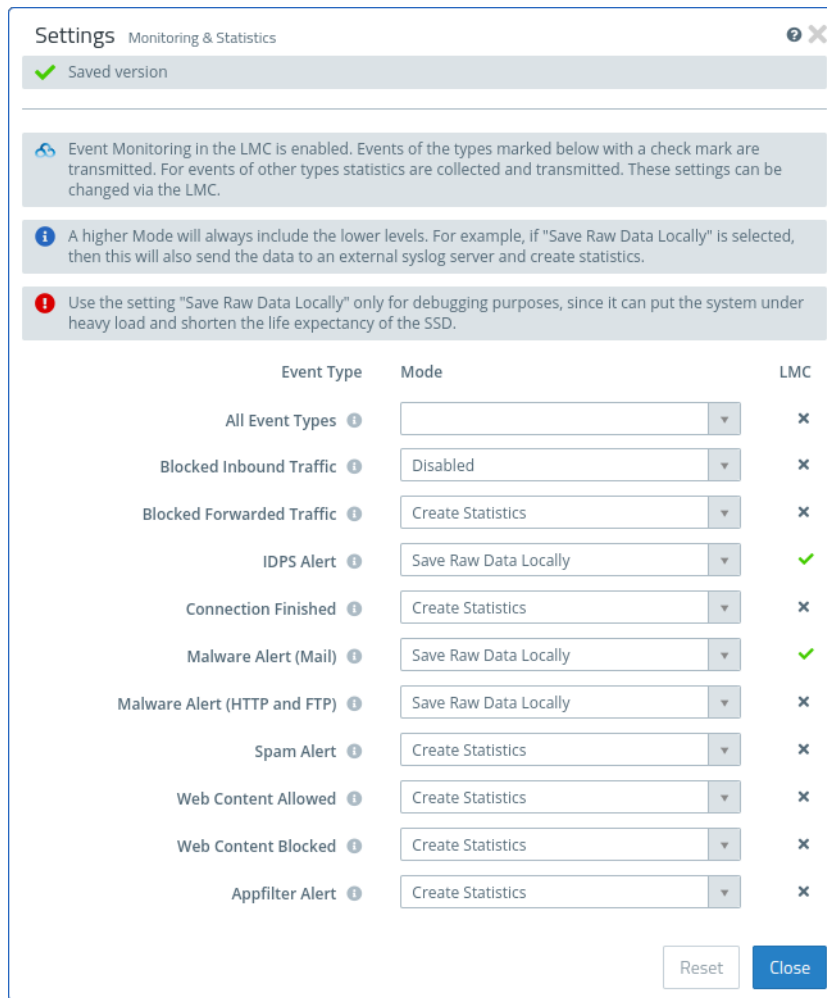 Settings Monitoring & Statistics
Saved version
Event Monitoring in the LMC is enabled. Events of the types marked below with a check mark are
transmitted. For events of other types statistics are collected and transmitted. These settings can be
changed via the LMC.
A higher Mode will always include the lower levels. For example, if "Save Raw Data Locally" is selected,
then this will also send the data to an external syslog server and create statistics.
Use the setting "Save Raw Data Locally" only for debugging purposes, since it can put the system under
heavy load and shorten the life expectancy of the SSD.
Event Type Mode LMC
All Event Types
Blocked Inbound Traffic Disabled
Blocked Forwarded Traffic Create Statistics
IDPS Alert Save Raw Data Locally
Connection Finished Create Statistics
Malware Alert (Mail) Save Raw Data Locally
Malware Alert (HTTP and FTP) Save Raw Data Locally
Spam Alert Create Statistics
Web Content Allowed Create Statistics
Web Content Blocked Create Statistics
Appfilter Alert Create Statistics
Reset Close